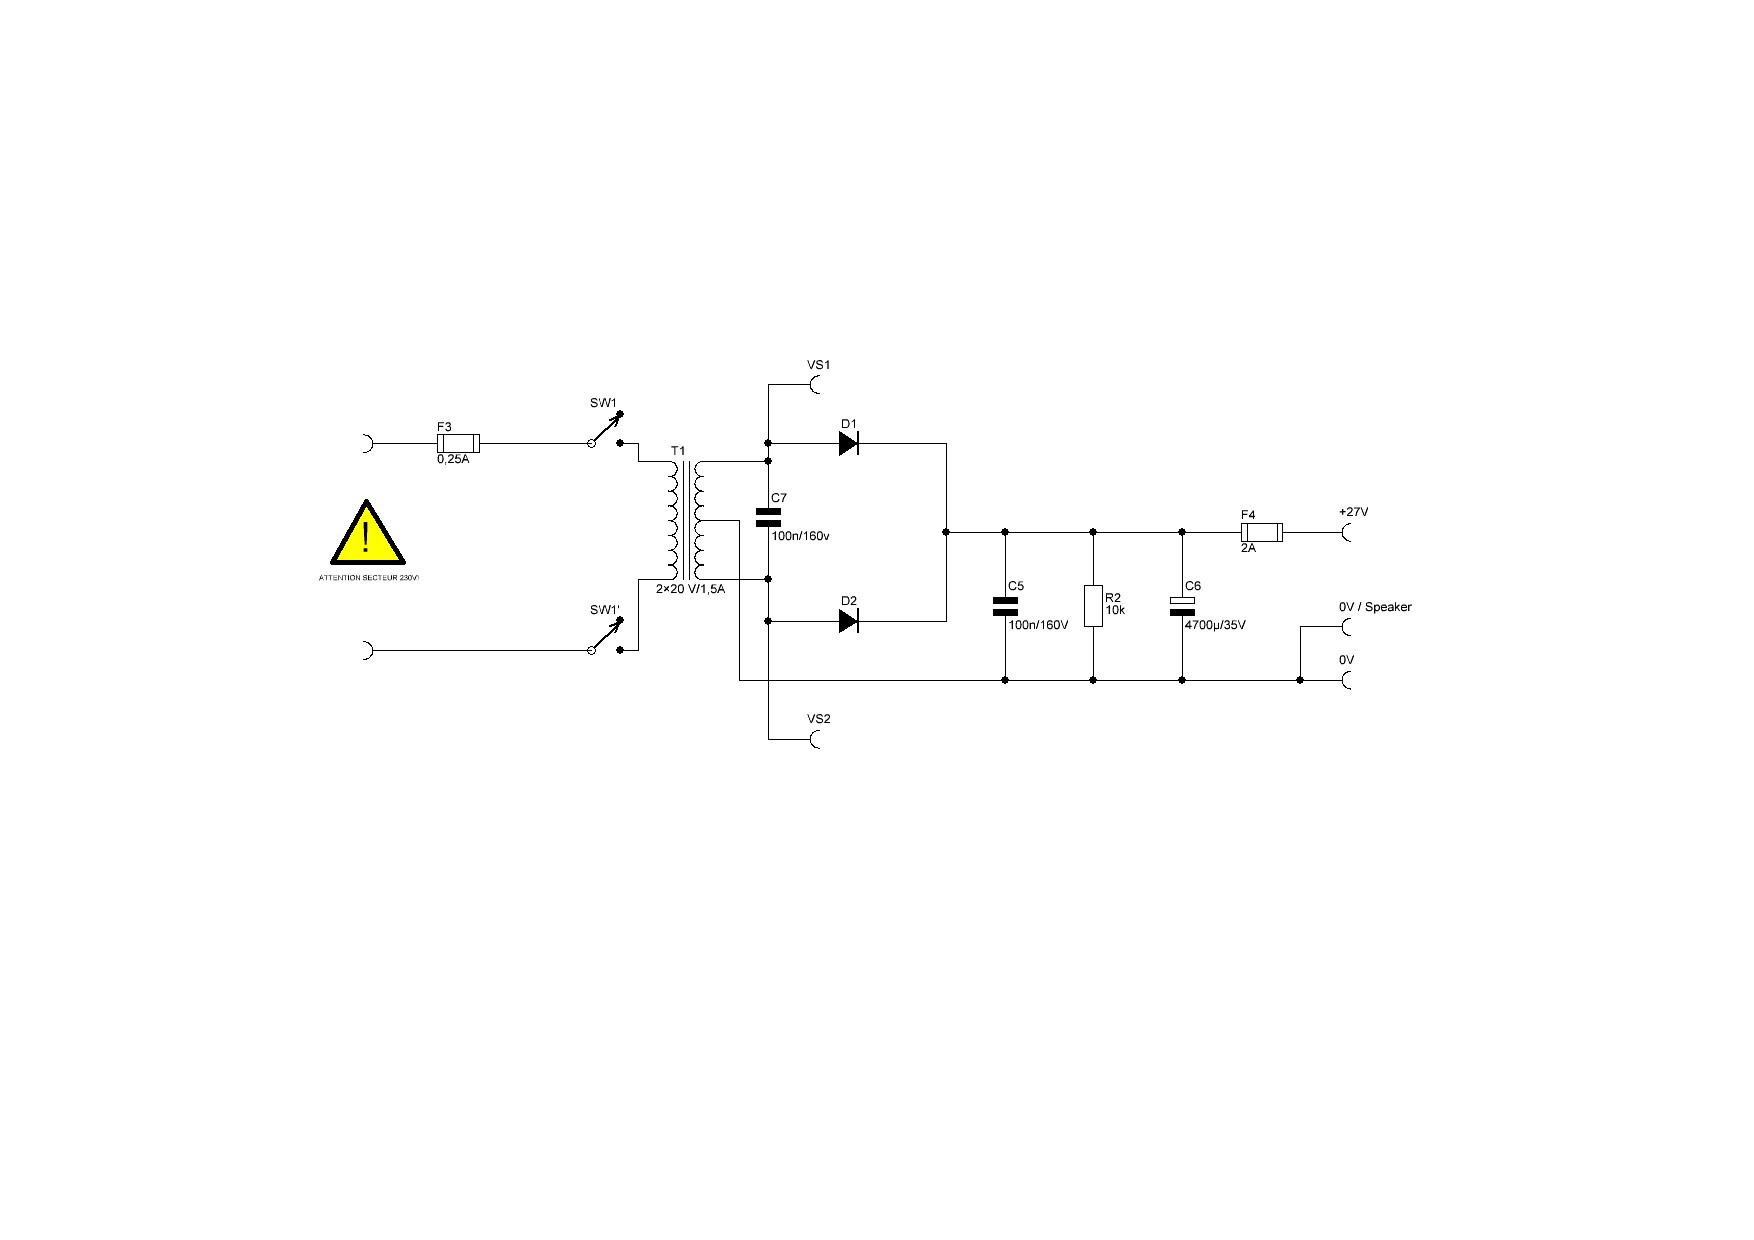 VS1
SW1
F3
0,25A
D1
T1
C7
100n/160v
!
ATTENTION SECTEUR 230V!
2×20 V/1,5A
SW1'
D2
F4
2A
+27V
C5
100n/160V
R2
10k
C6
4700µ/35V
0V / Speaker
0V
VS2